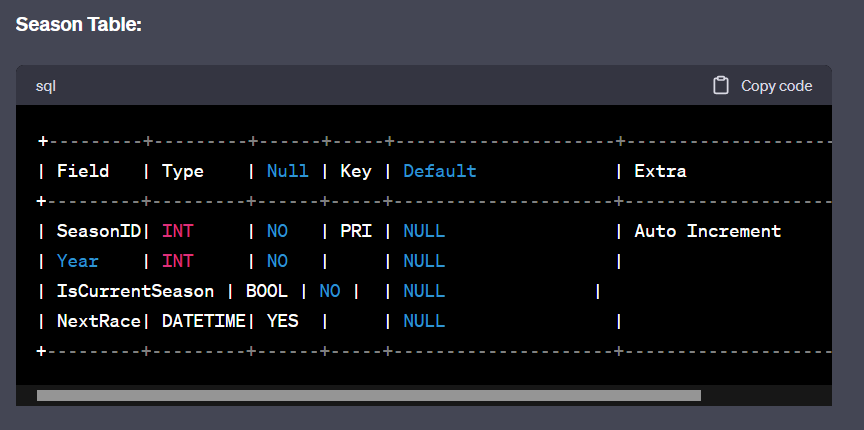 Season Table:
sql Copy code
+---------+---------+------+-----+---------------------+--------------------
| Field   | Type    | Null | Key | Default             | Extra
+---------+---------+------+-----+---------------------+--------------------
| SeasonID| INT     | NO   | PRI | NULL                | Auto Increment
| Year    | INT     | NO   |     | NULL                |
| IsCurrentSeason | BOOL | NO |  | NULL              |
| NextRace| DATETIME| YES  |     | NULL                |
+---------+---------+------+-----+---------------------+--------------------